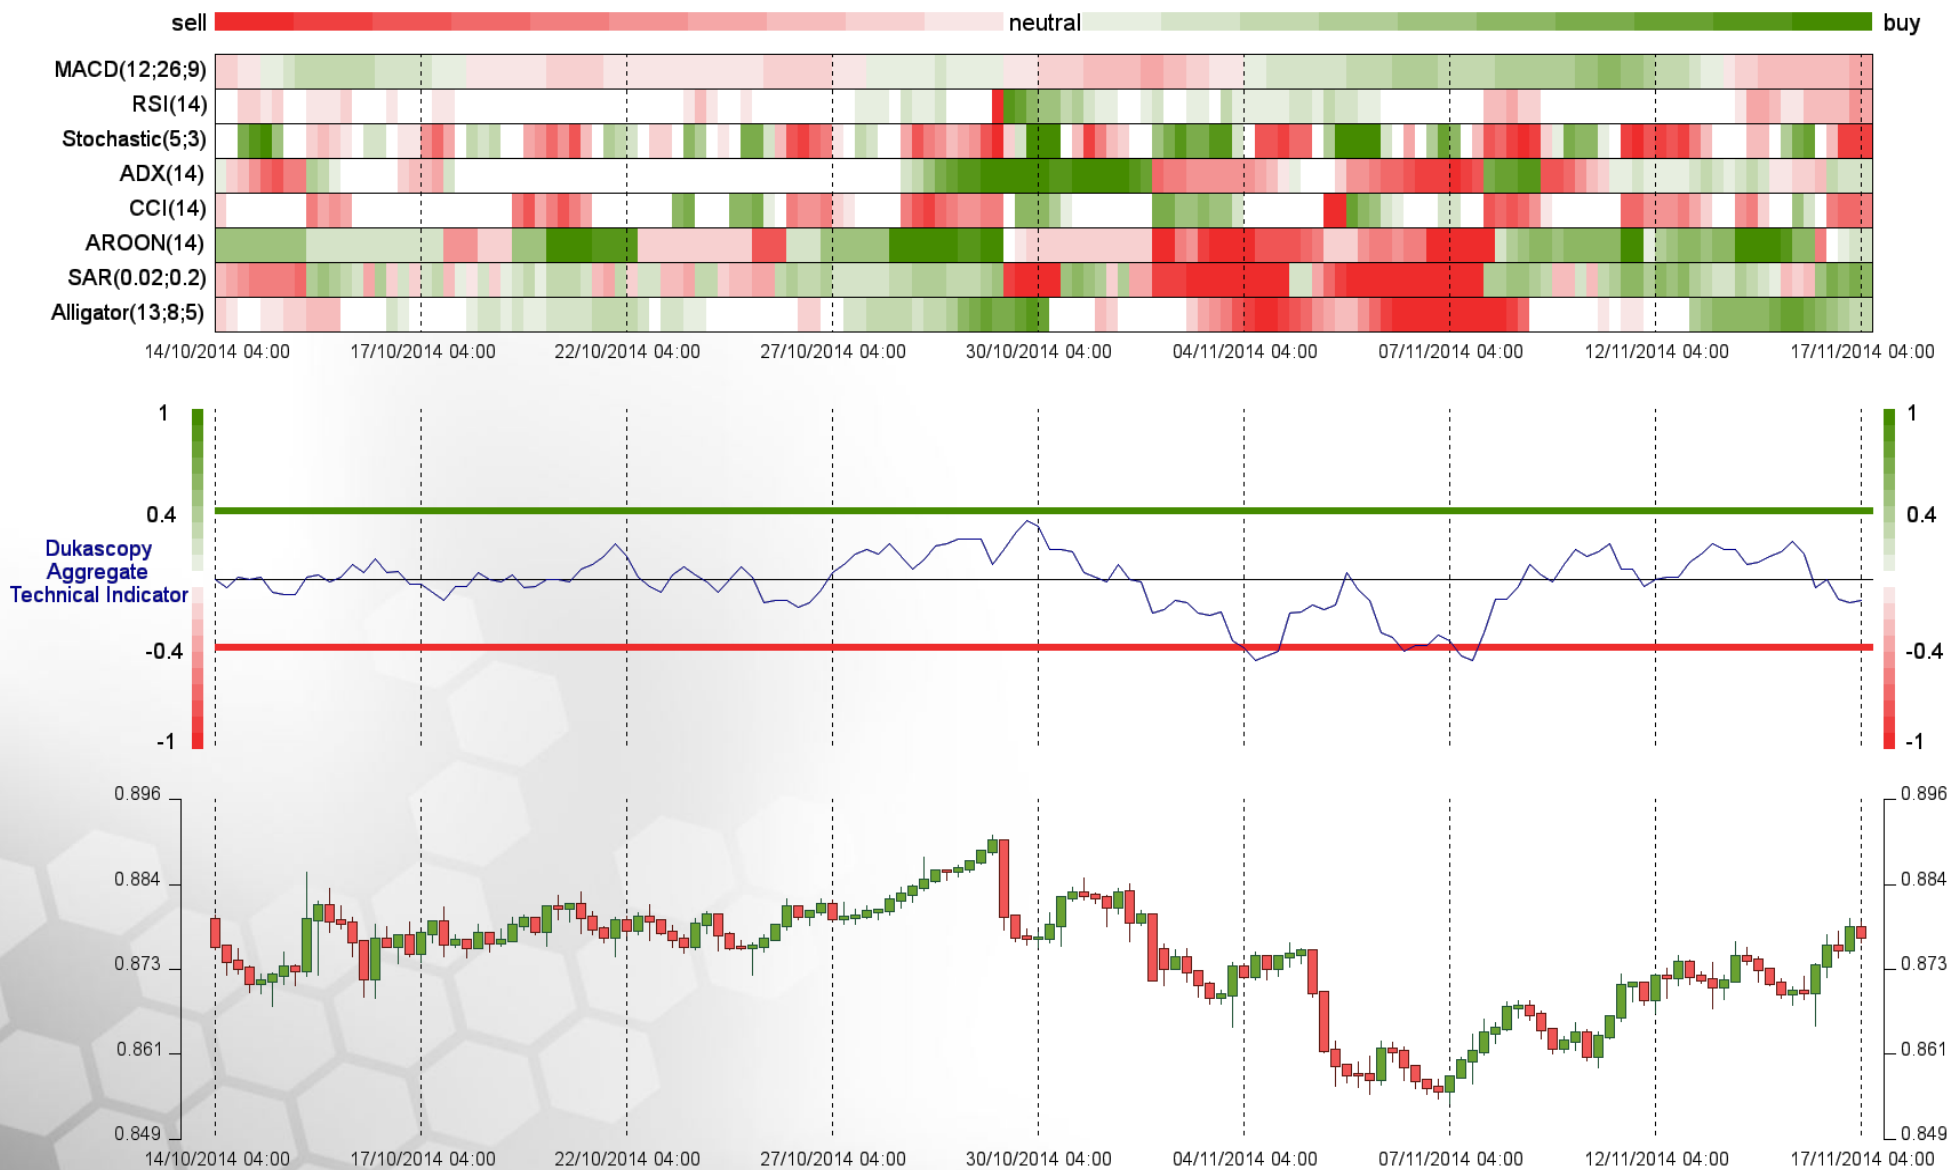 sell neutral buy
MACD(12;26;9)
RSI(14)
Stochastic(5;3)
ADX(14)
CCI(14)
AROON(14)
SAR(0.02;0.2)
Alligator(13;8;5)
14/10/2014 04:00 17/10/2014 04:00 22/10/2014 04:00 27/10/2014 04:00 30/10/2014 04:00 04/11/2014 04:00 07/11/2014 04:00 12/11/2014 04:00 17/11/2014 04:00
1 1
0.4 0.4
Dukascopy
Aggregate
Technical Indicator
-0.4 -0.4
-1 -1
0.896 0.896
0.884 0.884
0.873 0.873
0.861 0.861
0.849 0.849
14/10/2014 04:00 17/10/2014 04:00 22/10/2014 04:00 27/10/2014 04:00 30/10/2014 04:00 04/11/2014 04:00 07/11/2014 04:00 12/11/2014 04:00 17/11/2014 04:00